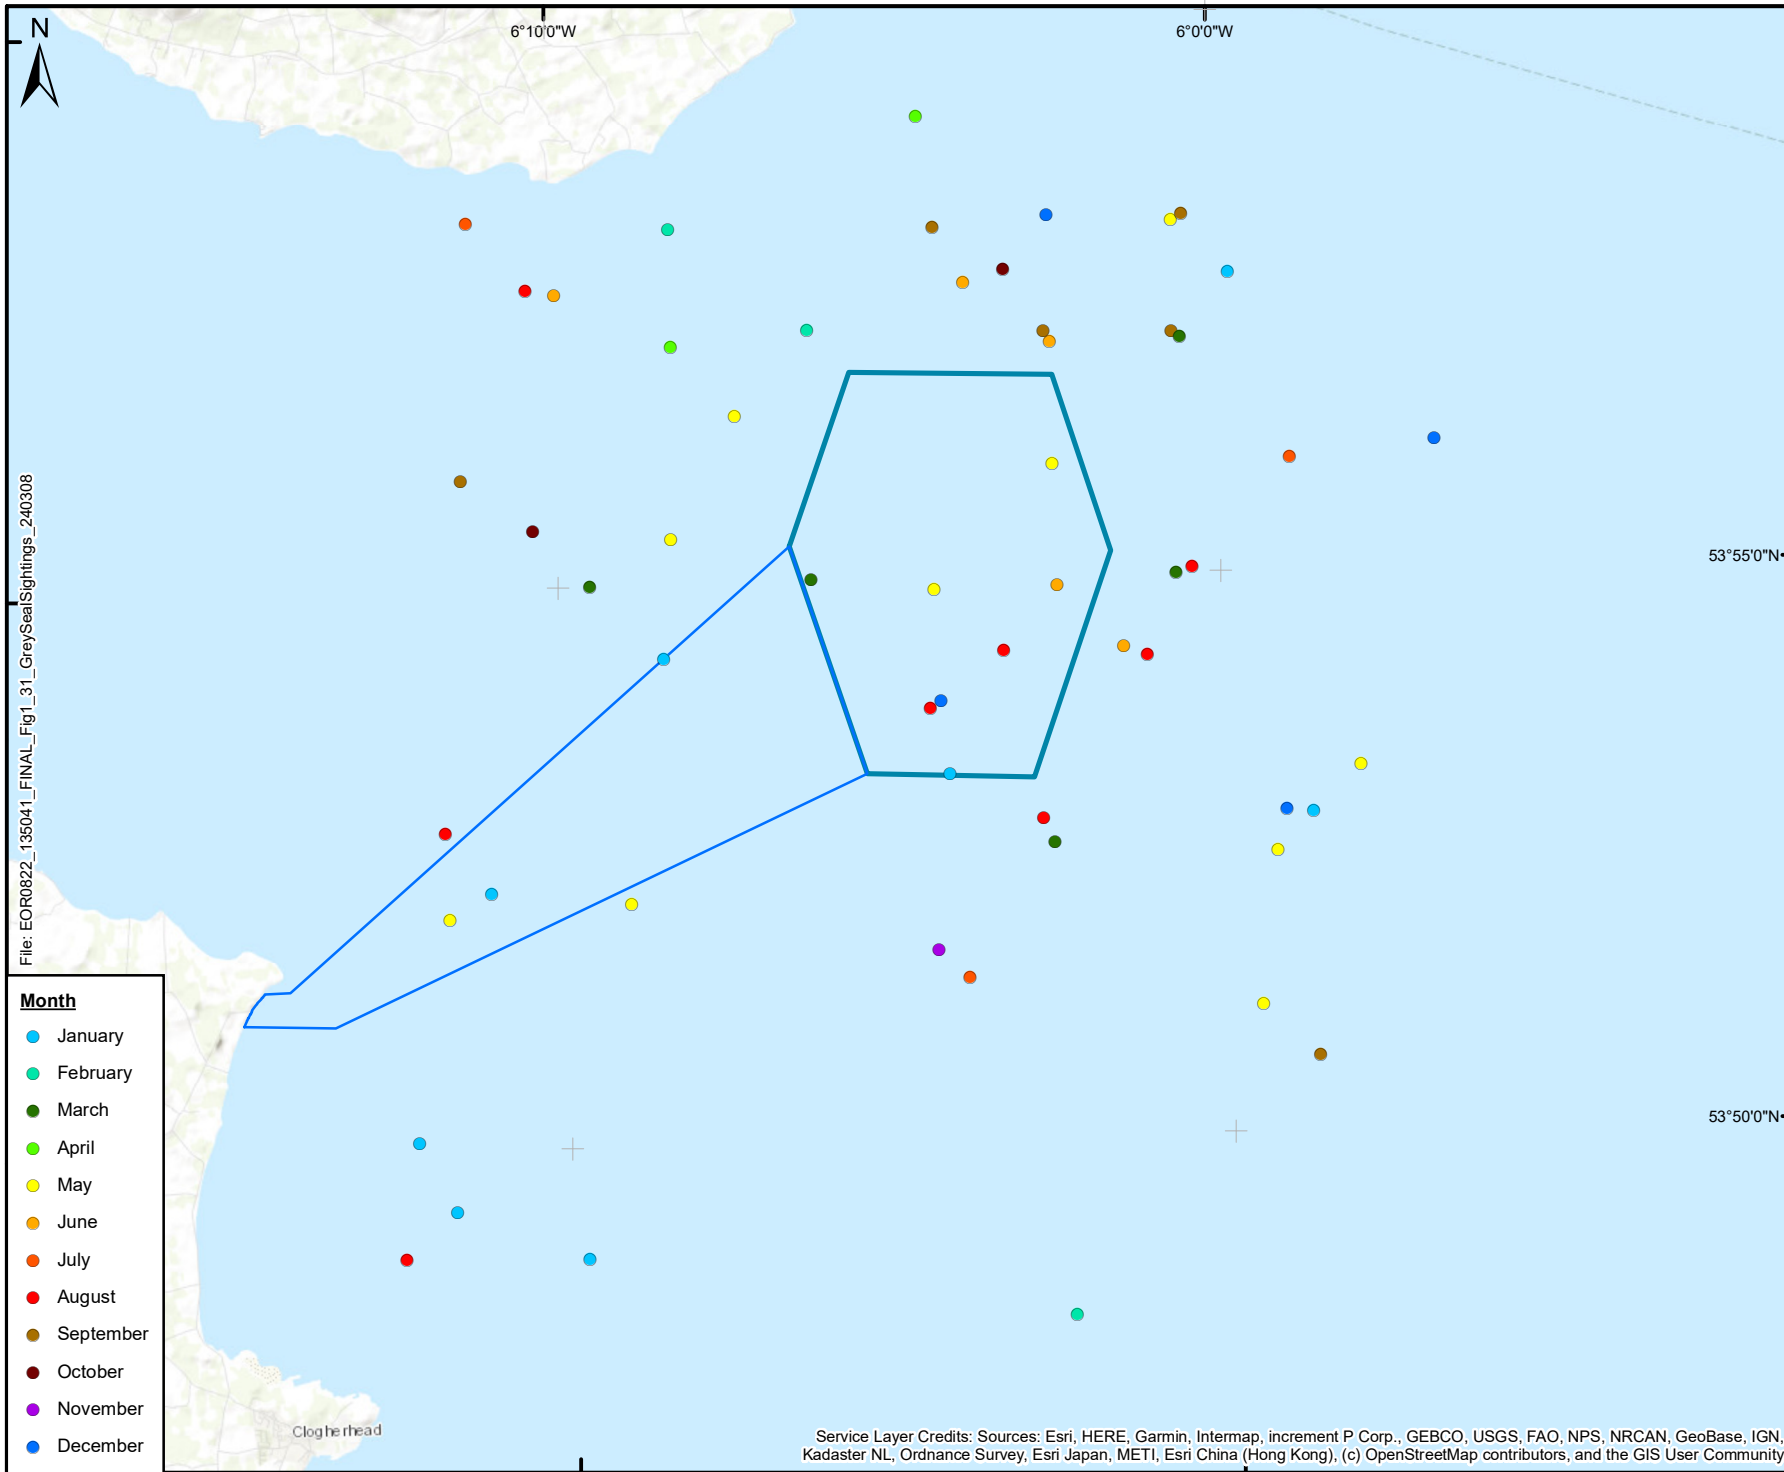 N
6°10'0"W
6°0'0"W
53°55'0"N
53°50'0"N
File: EOR0822_135041_FINAL_Fig1_31_GreySealSightings_240308
Month
January
February
March
April
May
June
July
August
September
October
November
December
Clogherhead
Service Layer Credits: Sources: Esri, HERE, Garmin, Intermap, increment P Corp., GEBCO, USGS, FAO, NPS, NRCAN, GeoBase, IGN,
Kadaster NL, Ordnance Survey, Esri Japan, METI, Esri China (Hong Kong), (c) OpenStreetMap contributors, and the GIS User Community